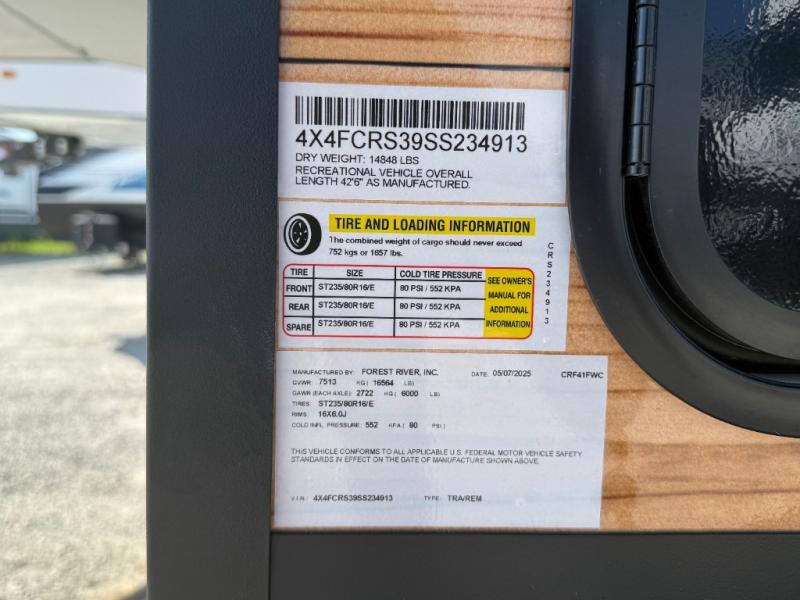 4X4FCRS39SS234913
DRY WEIGHT: 14848 LBS
RECREATIONAL VEHICLE OVERALL
LENGTH 42'6" AS MANUFACTURED.
TIRE AND LOADING INFORMATION
The combined weight of cargo should never exceed
752 kgs or 1657 lbs.
TIRE SIZE COLD TIRE PRESSURE
FRONT ST235/80R16/E 80 PSI / 552 KPA
REAR ST235/80R16/E 80 PSI / 552 KPA
SPARE ST235/80R16/E 80 PSI / 552 KPA
SEE OWNER'S
MANUAL FOR
ADDITIONAL
INFORMATION
CRS234913
MANUFACTURED BY: FOREST RIVER, INC. DATE: 05/07/2025 CRF41FWC
GVWR: 7513 KG ( 16564 LB)
GAWR (EACH AXLE): 2722 KG ( 6000 LB)
TIRES: ST235/80R16/E
RIMS: 16X6.0J
COLD INFL. PRESSURE: 552 KPA ( 80 PSI)
THIS VEHICLE CONFORMS TO ALL APPLICABLE U.S. FEDERAL MOTOR VEHICLE SAFETY
STANDARDS IN EFFECT ON THE DATE OF MANUFACTURE SHOWN ABOVE.
V.I.N.: 4X4FCRS39SS234913 TYPE: TRA/REM